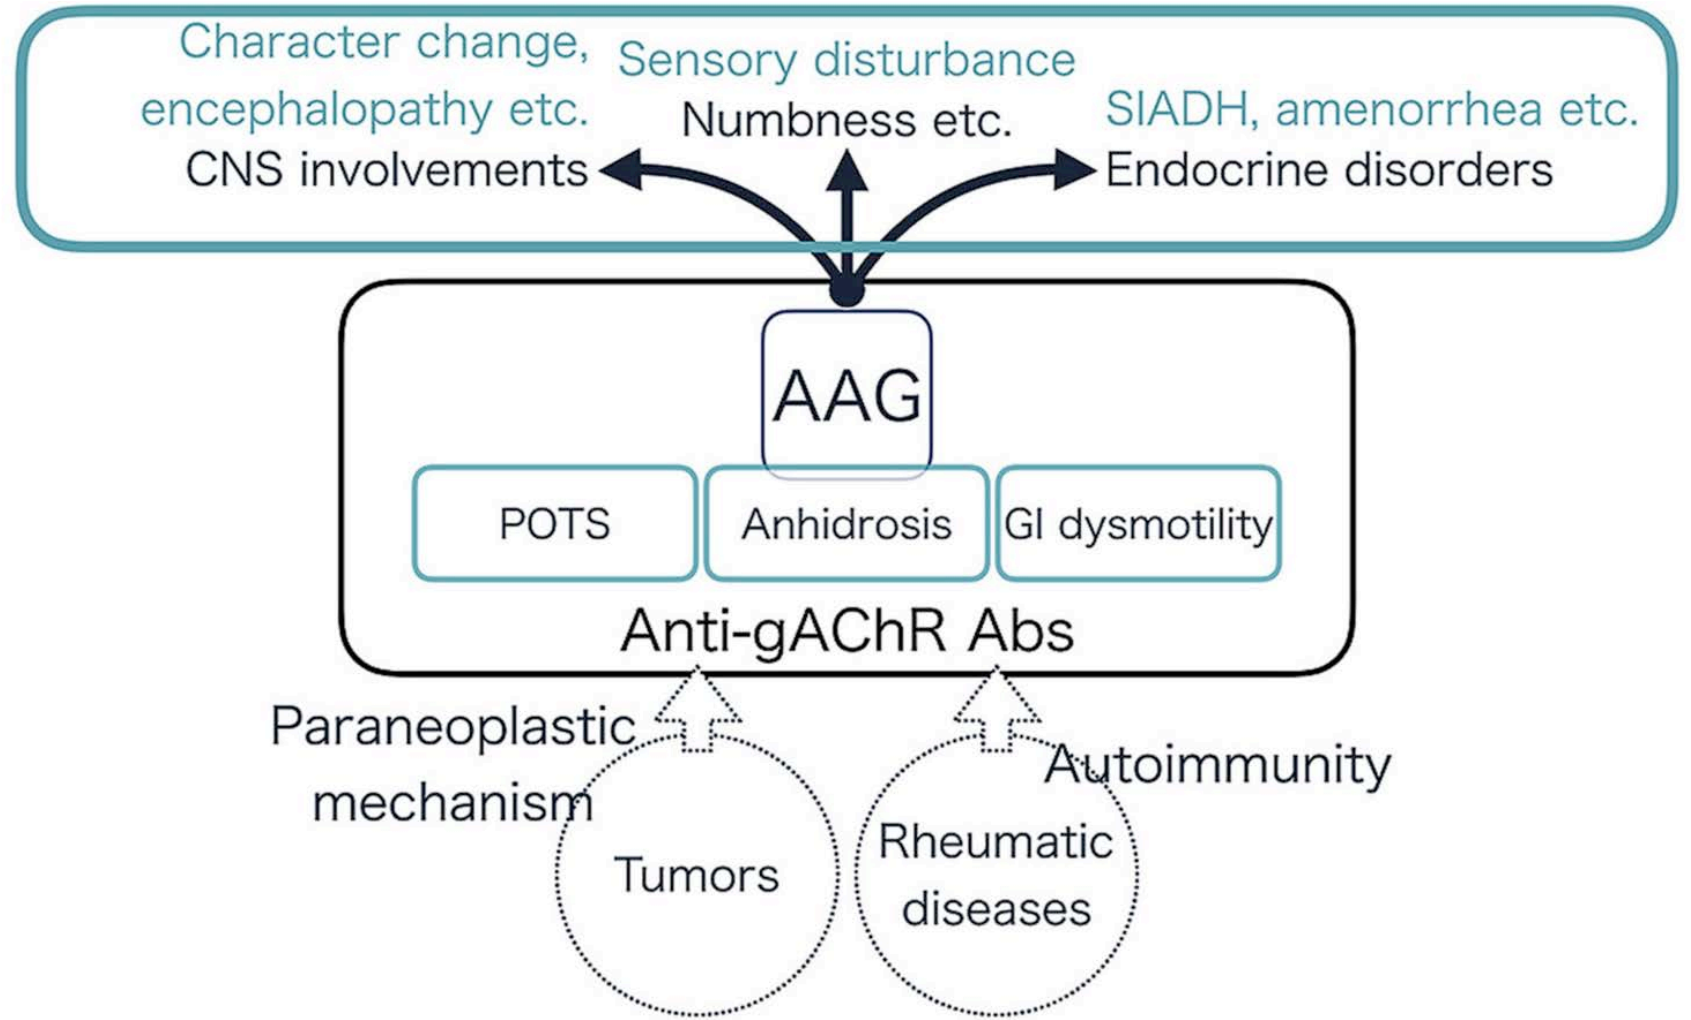 Character change,
encephalopathy etc.
CNS involvements
Sensory disturbance
Numbness etc.
SIADH, amenorrhea etc.
Endocrine disorders
AAG
POTS
Anhidrosis
GI dysmotility
Anti-gAChR Abs
Paraneoplastic
mechanism
Tumors
Autoimmunity
Rheumatic
diseases